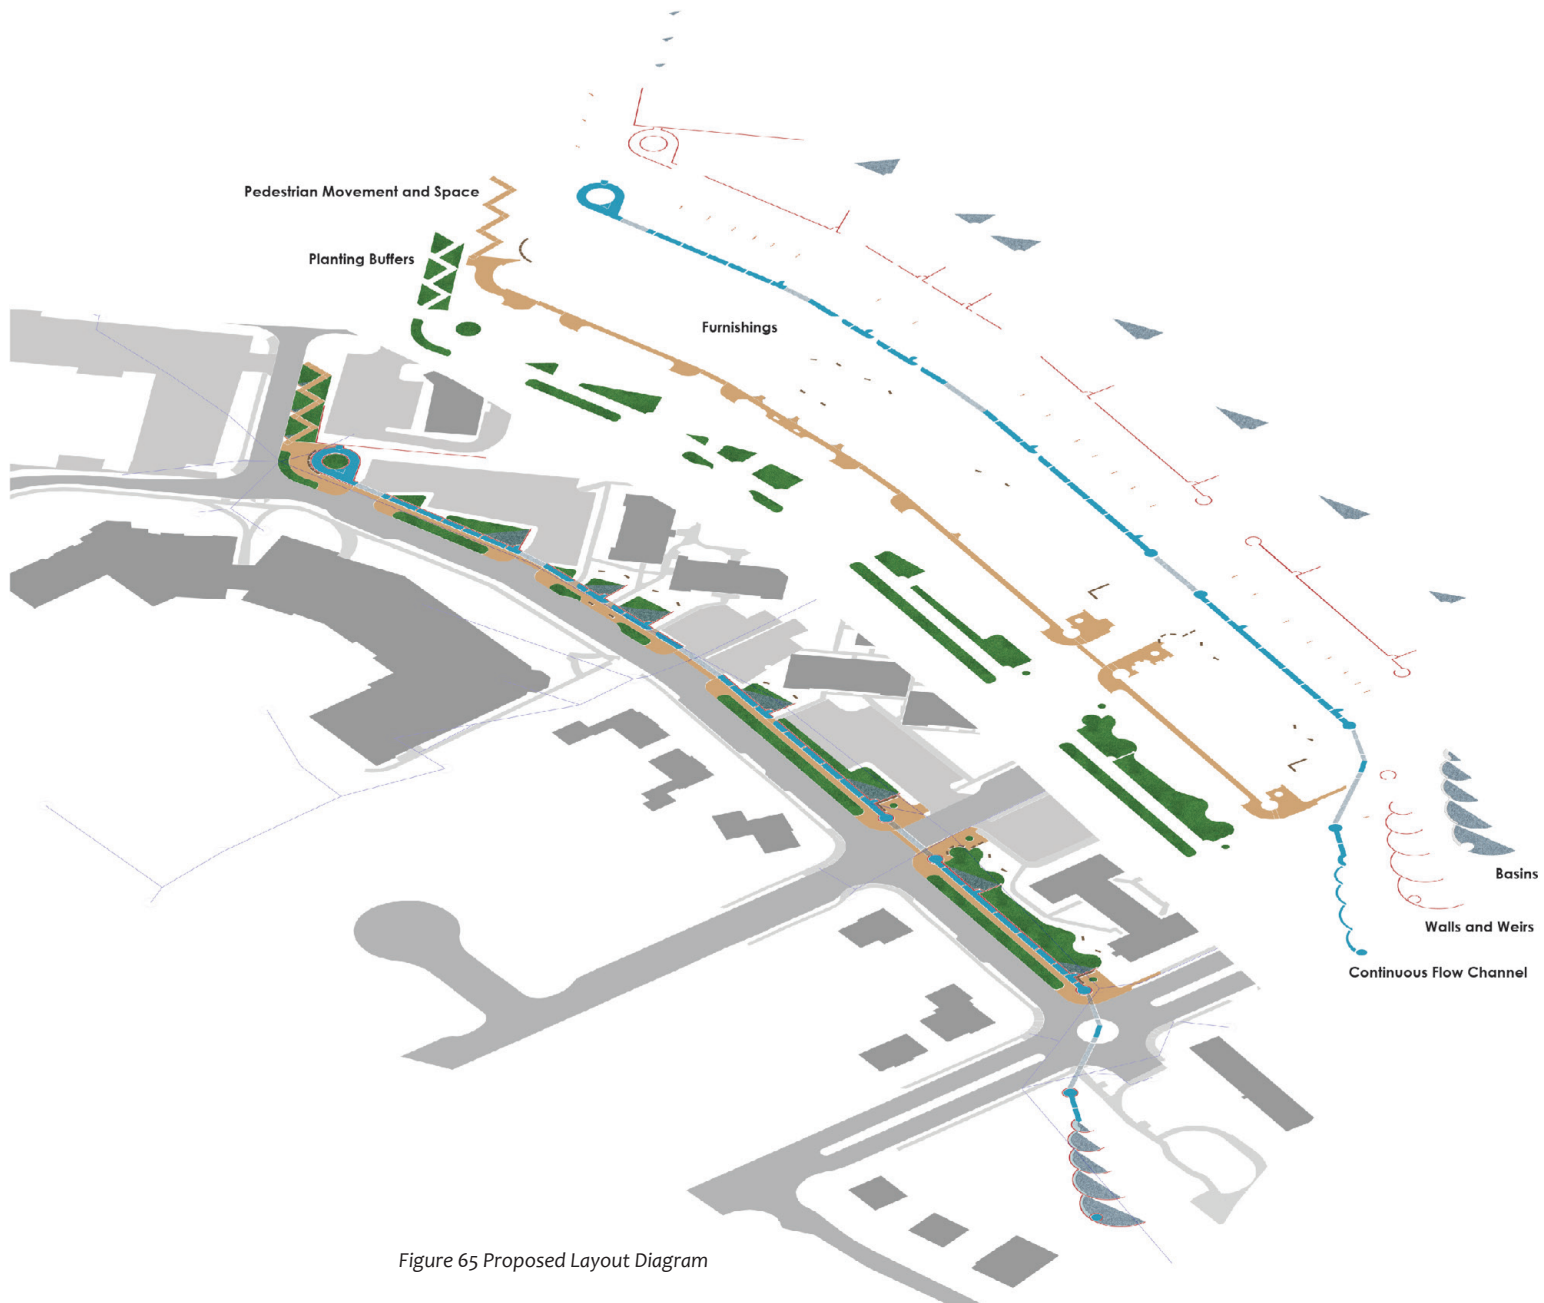 Pedestrian Movement and Space
Planting Buffers
Furnishings
Basins
Walls and Weirs
Continuous Flow Channel
Figure 65 Proposed Layout Diagram